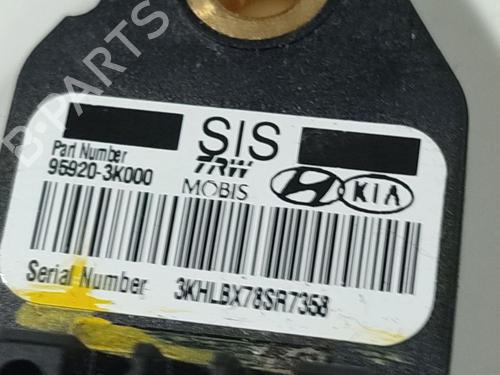 B-PARTS
SIS
Part Number
95920-3K000
TRW
MOBIS
KIA
Serial Number
3KHLBX78SR7358